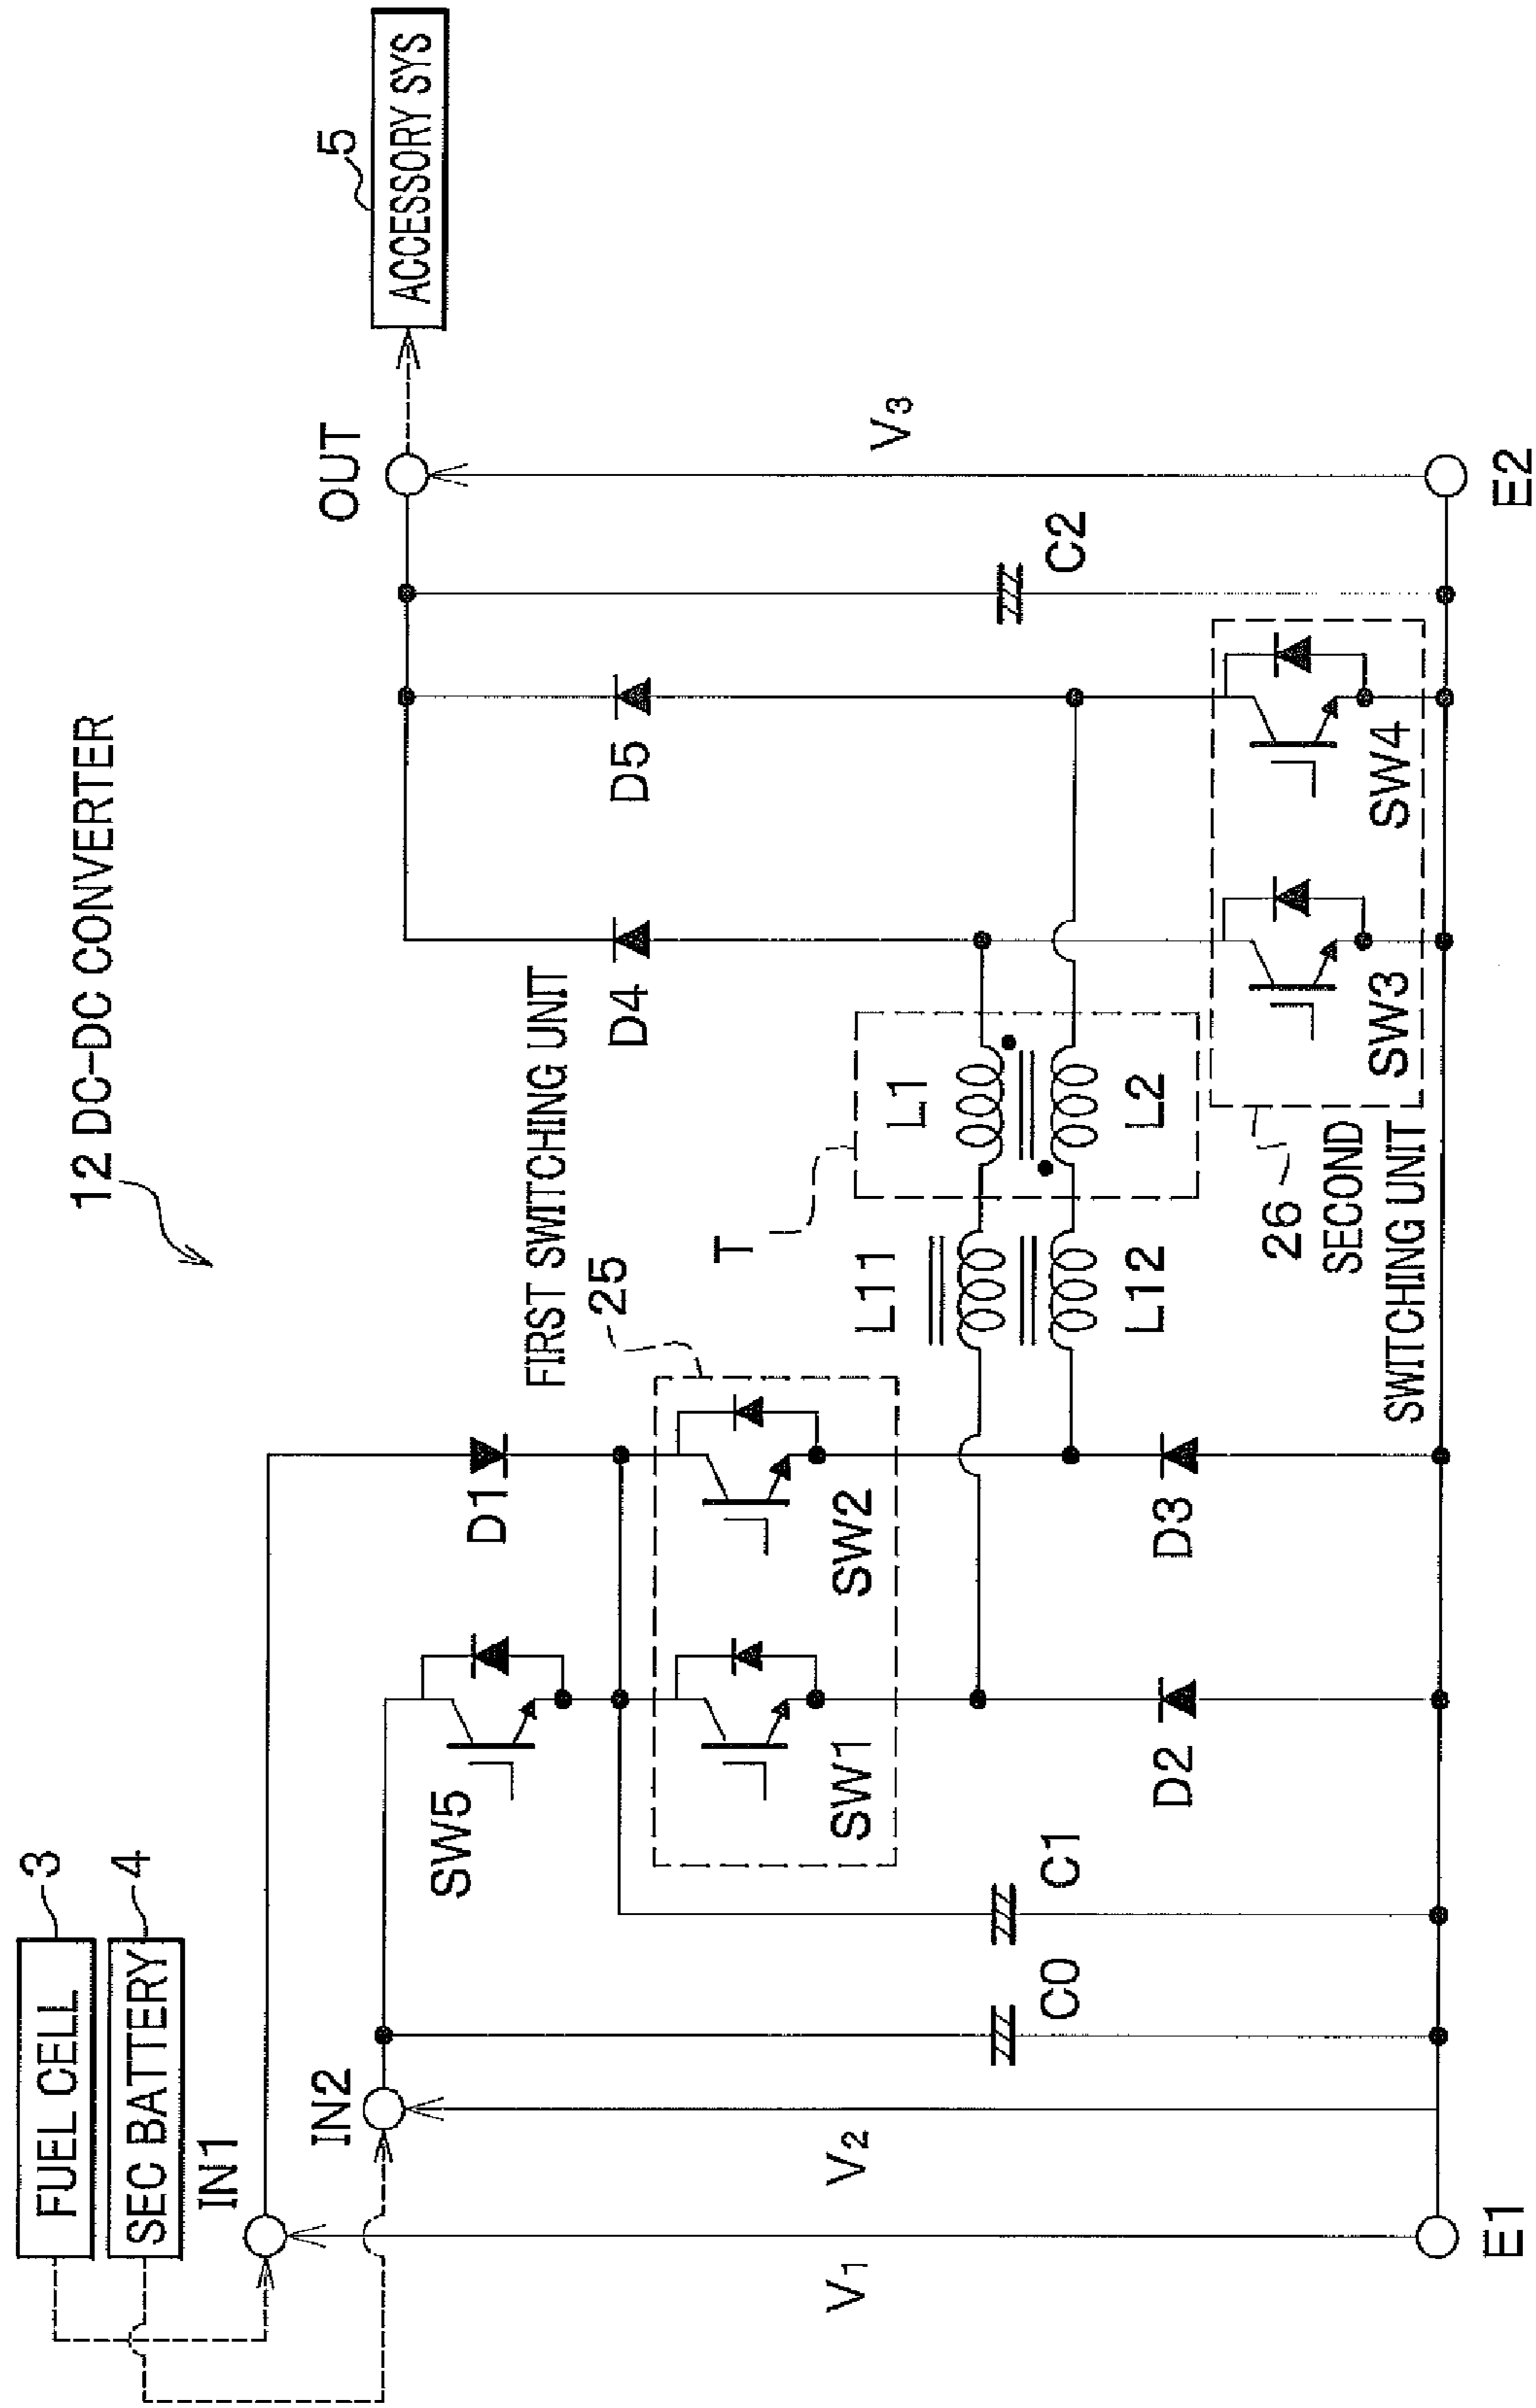 12 DC-DC CONVERTER
FUEL CELL
3
SEC BATTERY
4
IN1
IN2
OUT
5
ACCESSORY SYS
SW5
D1
D4
D5
FIRST SWITCHING UNIT
25
SW1
SW2
T
L11
L1
L12
L2
V1
V2
C0
C1
C2
V3
D2
D3
26
SECOND
SWITCHING UNIT
SW3
SW4
E1
E2